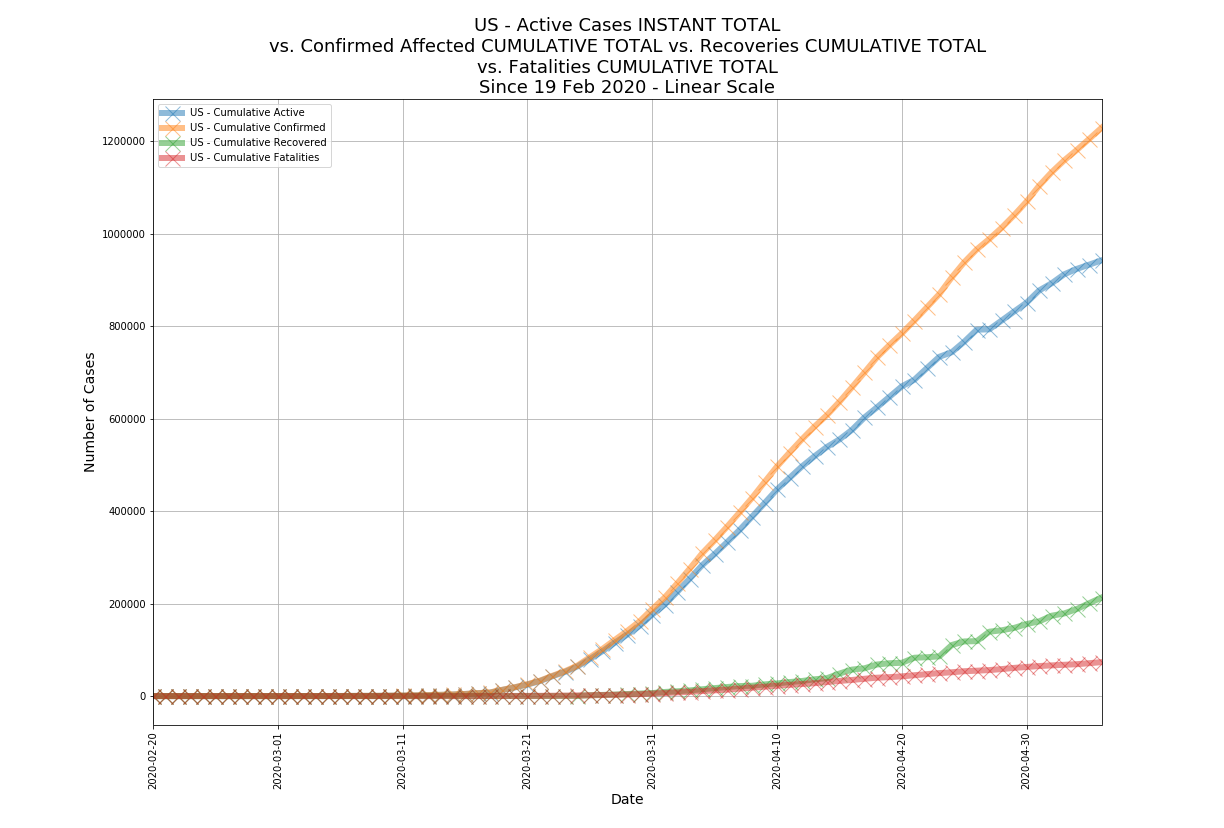 US - Active Cases INSTANT TOTAL
vs. Confirmed Affected CUMULATIVE TOTAL vs. Recoveries CUMULATIVE TOTAL
vs. Fatalities CUMULATIVE TOTAL
Since 19 Feb 2020 - Linear Scale
US - Cumulative Active
US - Cumulative Confirmed
US - Cumulative Recovered
US - Cumulative Fatalities
Number of Cases
1200000
1000000
800000
600000
400000
200000
0
2020-02-20
2020-03-01
2020-03-11
2020-03-21
2020-03-31
2020-04-10
2020-04-20
2020-04-30
Date